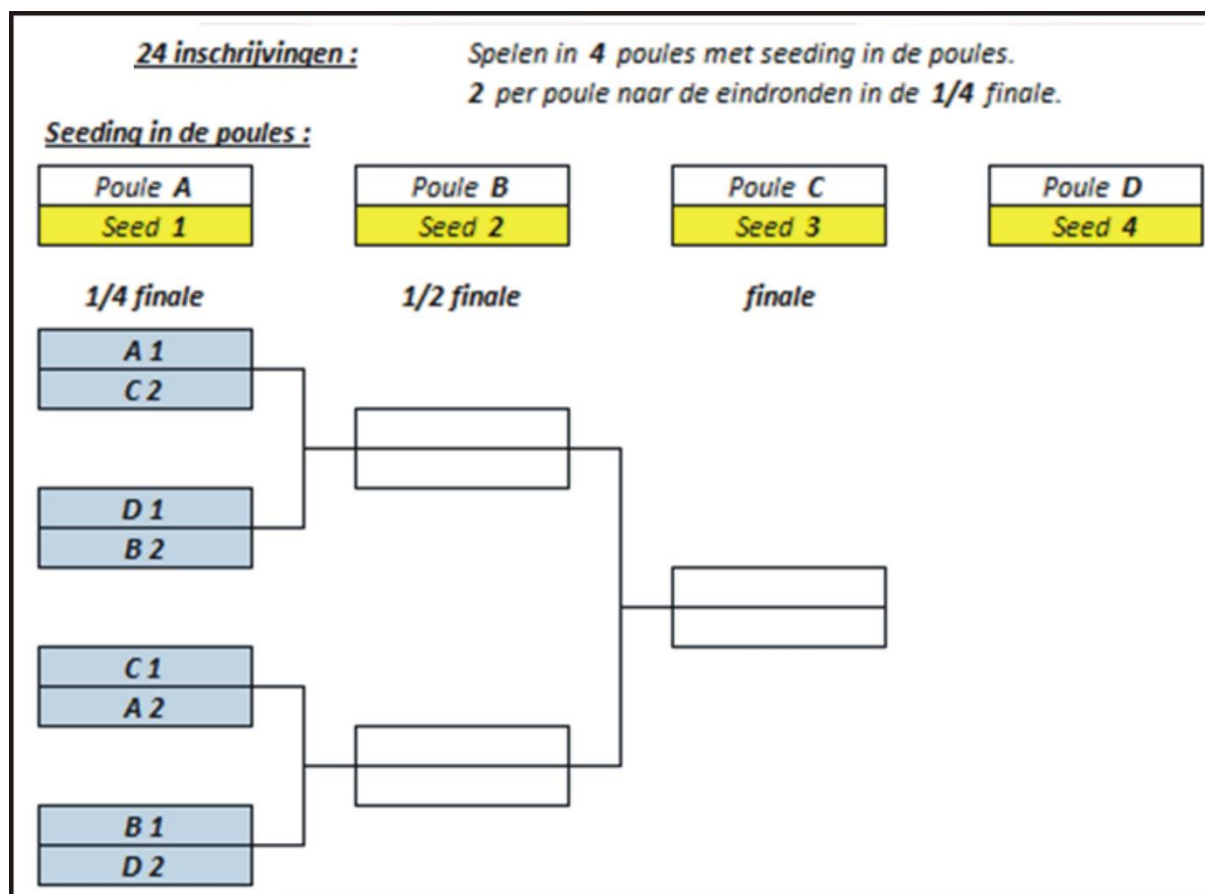 24 inschrijvingen : Spelen in 4 poules met seeding in de poules.
2 per poule naar de eindronden in de 1/4 finale.
Seeding in de poules :
Poule A Poule B Poule C Poule D
Seed 1 Seed 2 Seed 3 Seed 4
1/4 finale 1/2 finale finale
A 1
C 2
D 1
B 2
C 1
A 2
B 1
D 2